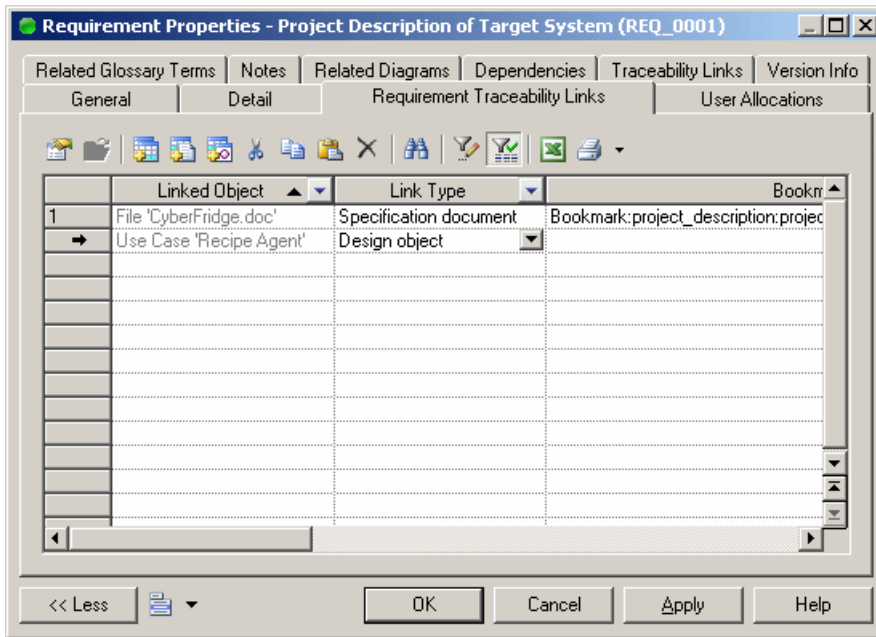 Requirement Properties - Project Description of Target System (REQ_0001)
Related Glossary Terms Notes Related Diagrams Dependencies Traceability Links Version Info
General Detail Requirement Traceability Links User Allocations
Linked Object Link Type Bookm
1 File 'CyberFridge.doc' Specification document Bookmark:project_description:projec
Use Case 'Recipe Agent' Design object
<< Less OK Cancel Apply Help